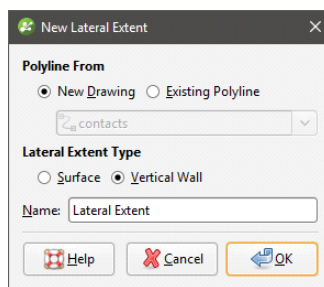 New Lateral Extent
Polyline From
New Drawing Existing Polyline
contacts
Lateral Extent Type
Surface Vertical Wall
Name: Lateral Extent
Help Cancel OK